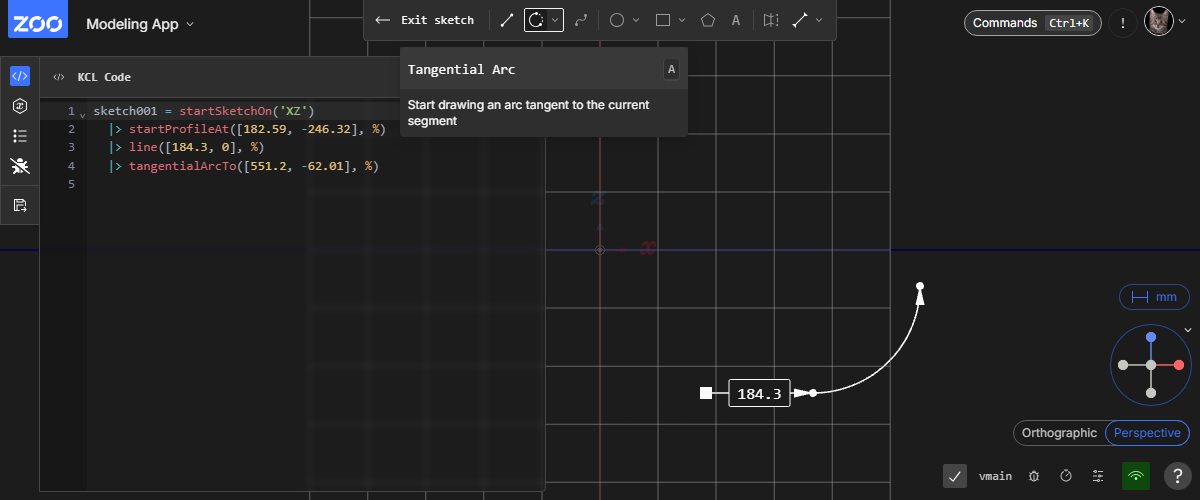 ZOO
Modeling App
Exit sketch
A
Commands Ctrl+K
!
KCL Code
Tangential Arc A
Start drawing an arc tangent to the current
segment
1 sketch001 = startSketchOn('XZ')
2 |> startProfileAt([182.59, -246.32], %)
3 |> line([184.3, 0], %)
4 |> tangentialArcTo([551.2, -62.01], %)
5
z
x
mm
184.3
Orthographic Perspective
vmain
?